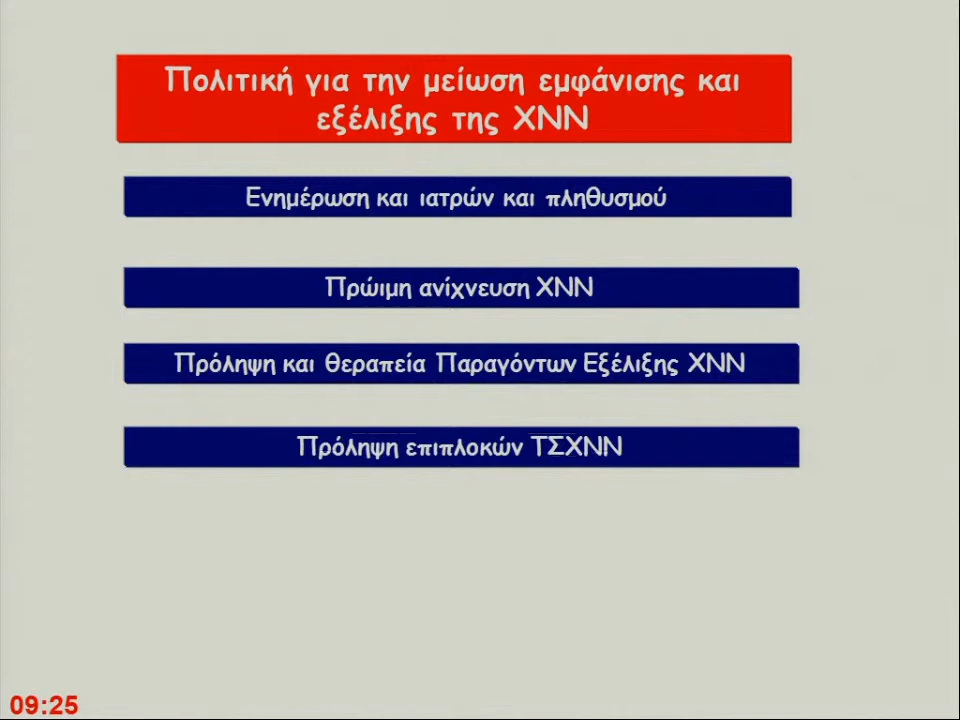 Πολιτική για την μείωση εμφάνισης και
εξέλιξης της ΧΝΝ
Ενημέρωση και ιατρών και πληθυσμού
Πρώιμη ανίχνευση ΧΝΝ
Πρόληψη και θεραπεία Παραγόντων Εξέλιξης ΧΝΝ
Πρόληψη επιπλοκών ΤΣΧΝΝ
09:25